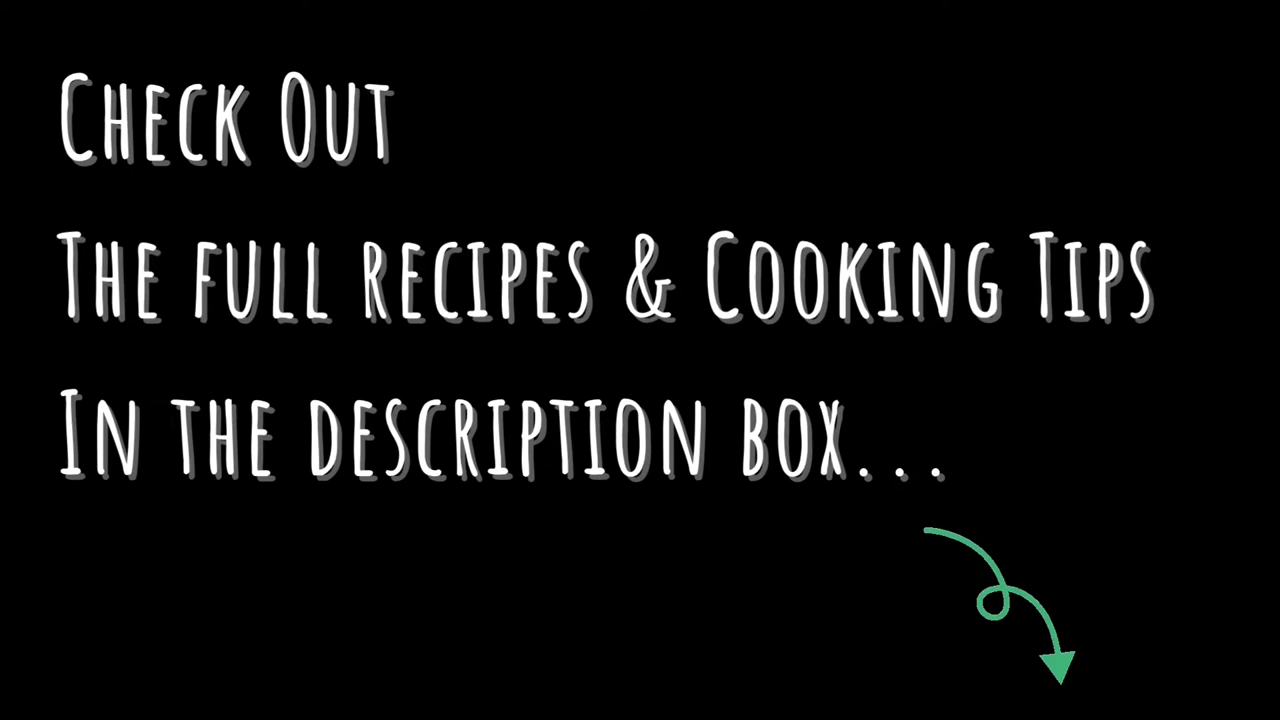 Check Out
The full recipes & Cooking Tips
In the description box...